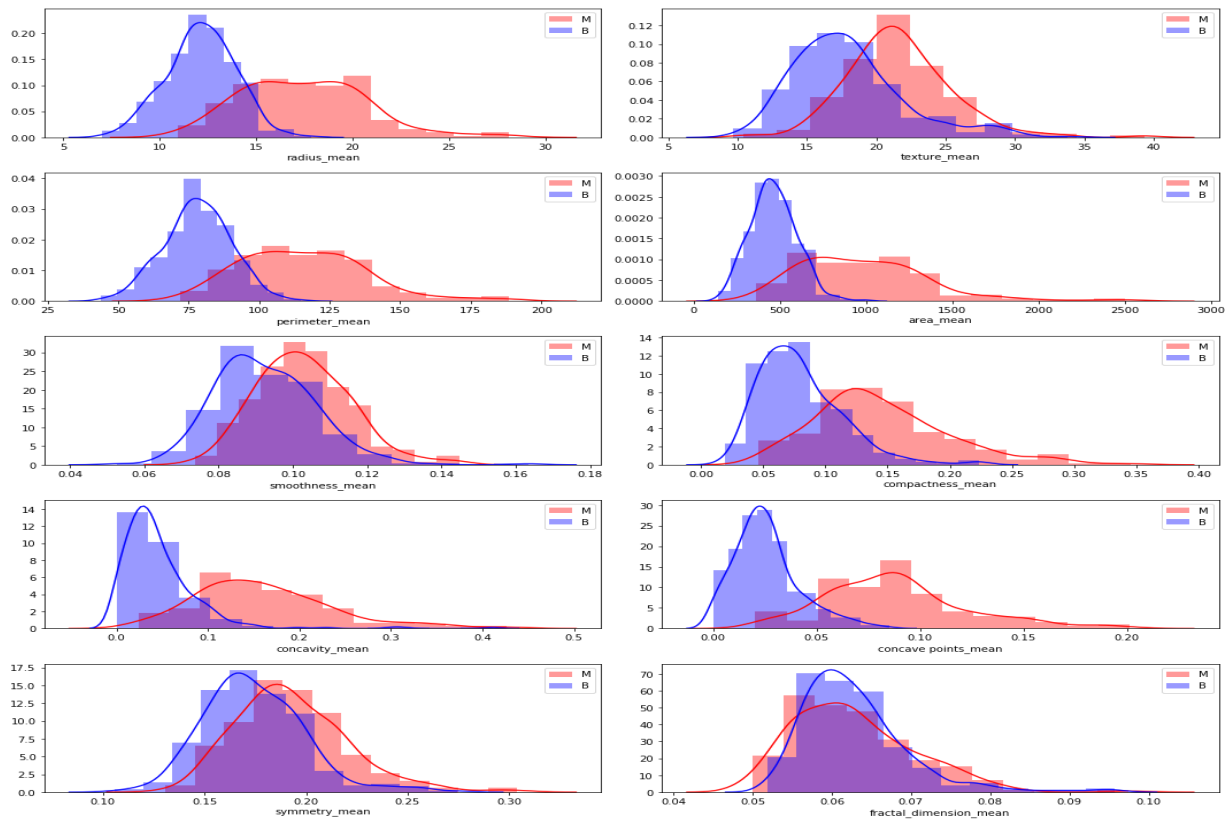 M
B
0.20
0.15
0.10
0.05
0.00
5 10 15 20 25 30
radius_mean
M
B
0.12
0.10
0.08
0.06
0.04
0.02
0.00
5 10 15 20 25 30 35 40
texture_mean
M
B
0.04
0.03
0.02
0.01
0.00
25 50 75 100 125 150 175 200
perimeter_mean
M
B
0.0030
0.0025
0.0020
0.0015
0.0010
0.0005
0.0000
0 500 1000 1500 2000 2500 3000
area_mean
M
B
30
25
20
15
10
5
0
0.04 0.06 0.08 0.10 0.12 0.14 0.16 0.18
smoothness_mean
M
B
14
12
10
8
6
4
2
0
0.00 0.05 0.10 0.15 0.20 0.25 0.30 0.35 0.40
compactness_mean
M
B
14
12
10
8
6
4
2
0
0.0 0.1 0.2 0.3 0.4 0.5
concavity_mean
M
B
30
25
20
15
10
5
0
0.00 0.05 0.10 0.15 0.20
concave points_mean
M
B
17.5
15.0
12.5
10.0
7.5
5.0
2.5
0.0
0.10 0.15 0.20 0.25 0.30
symmetry_mean
M
B
70
60
50
40
30
20
10
0
0.04 0.05 0.06 0.07 0.08 0.09 0.10
fractal_dimension_mean